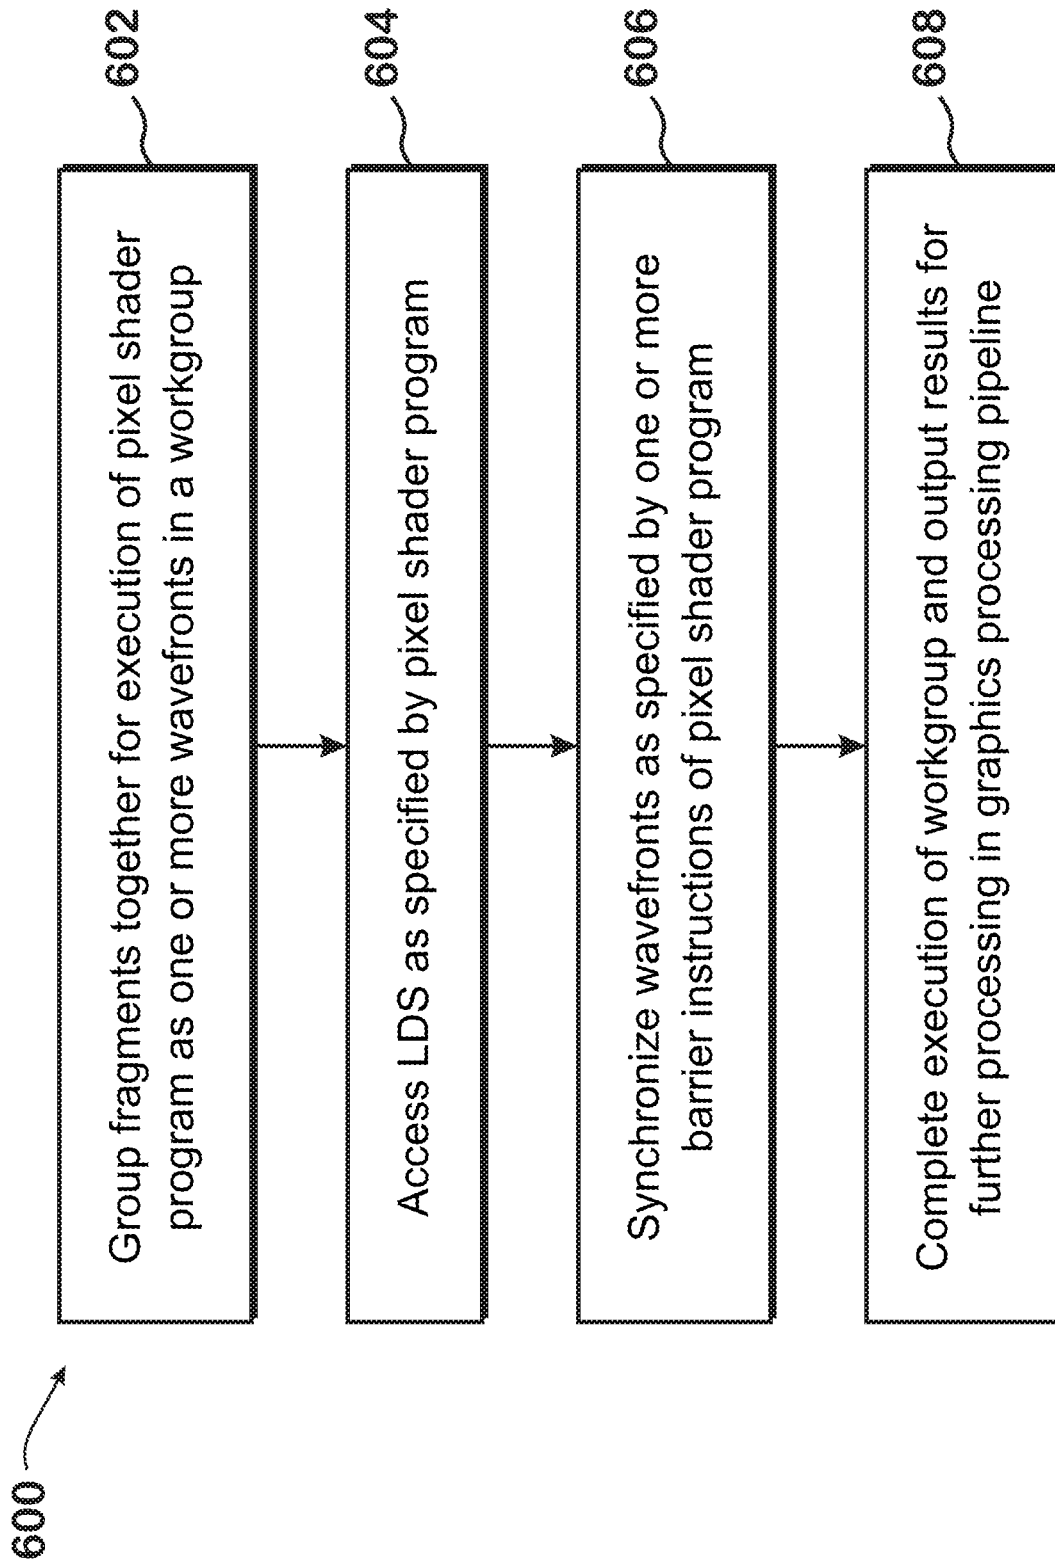 600
Group fragments together for execution of pixel shader
program as one or more wavefronts in a workgroup
602
Access LDS as specified by pixel shader program
604
Synchronize wavefronts as specified by one or more
barrier instructions of pixel shader program
606
Complete execution of workgroup and output results for
further processing in graphics processing pipeline
608